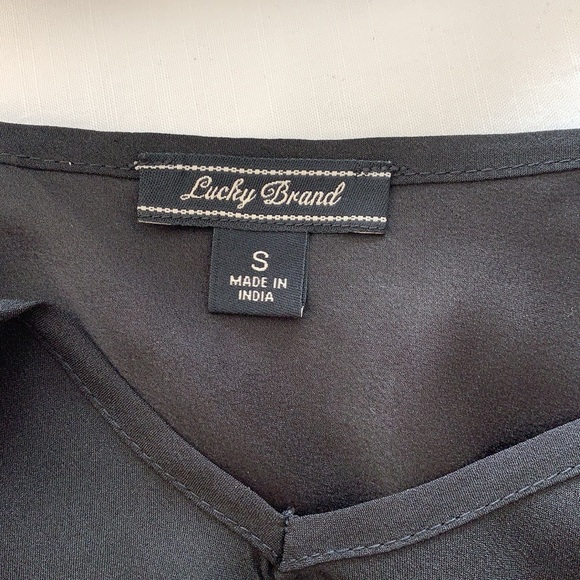 Lucky Brand
S
MADE IN
INDIA